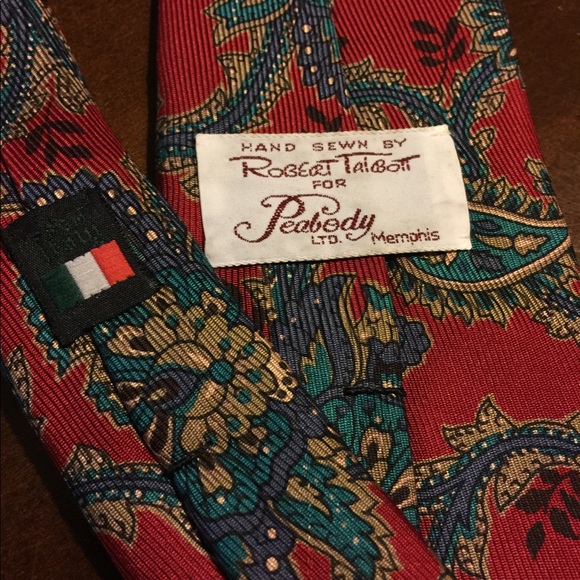 HAND SEWN BY
ROBERT TALBOTT
FOR
Peabody
LTD. Memphis